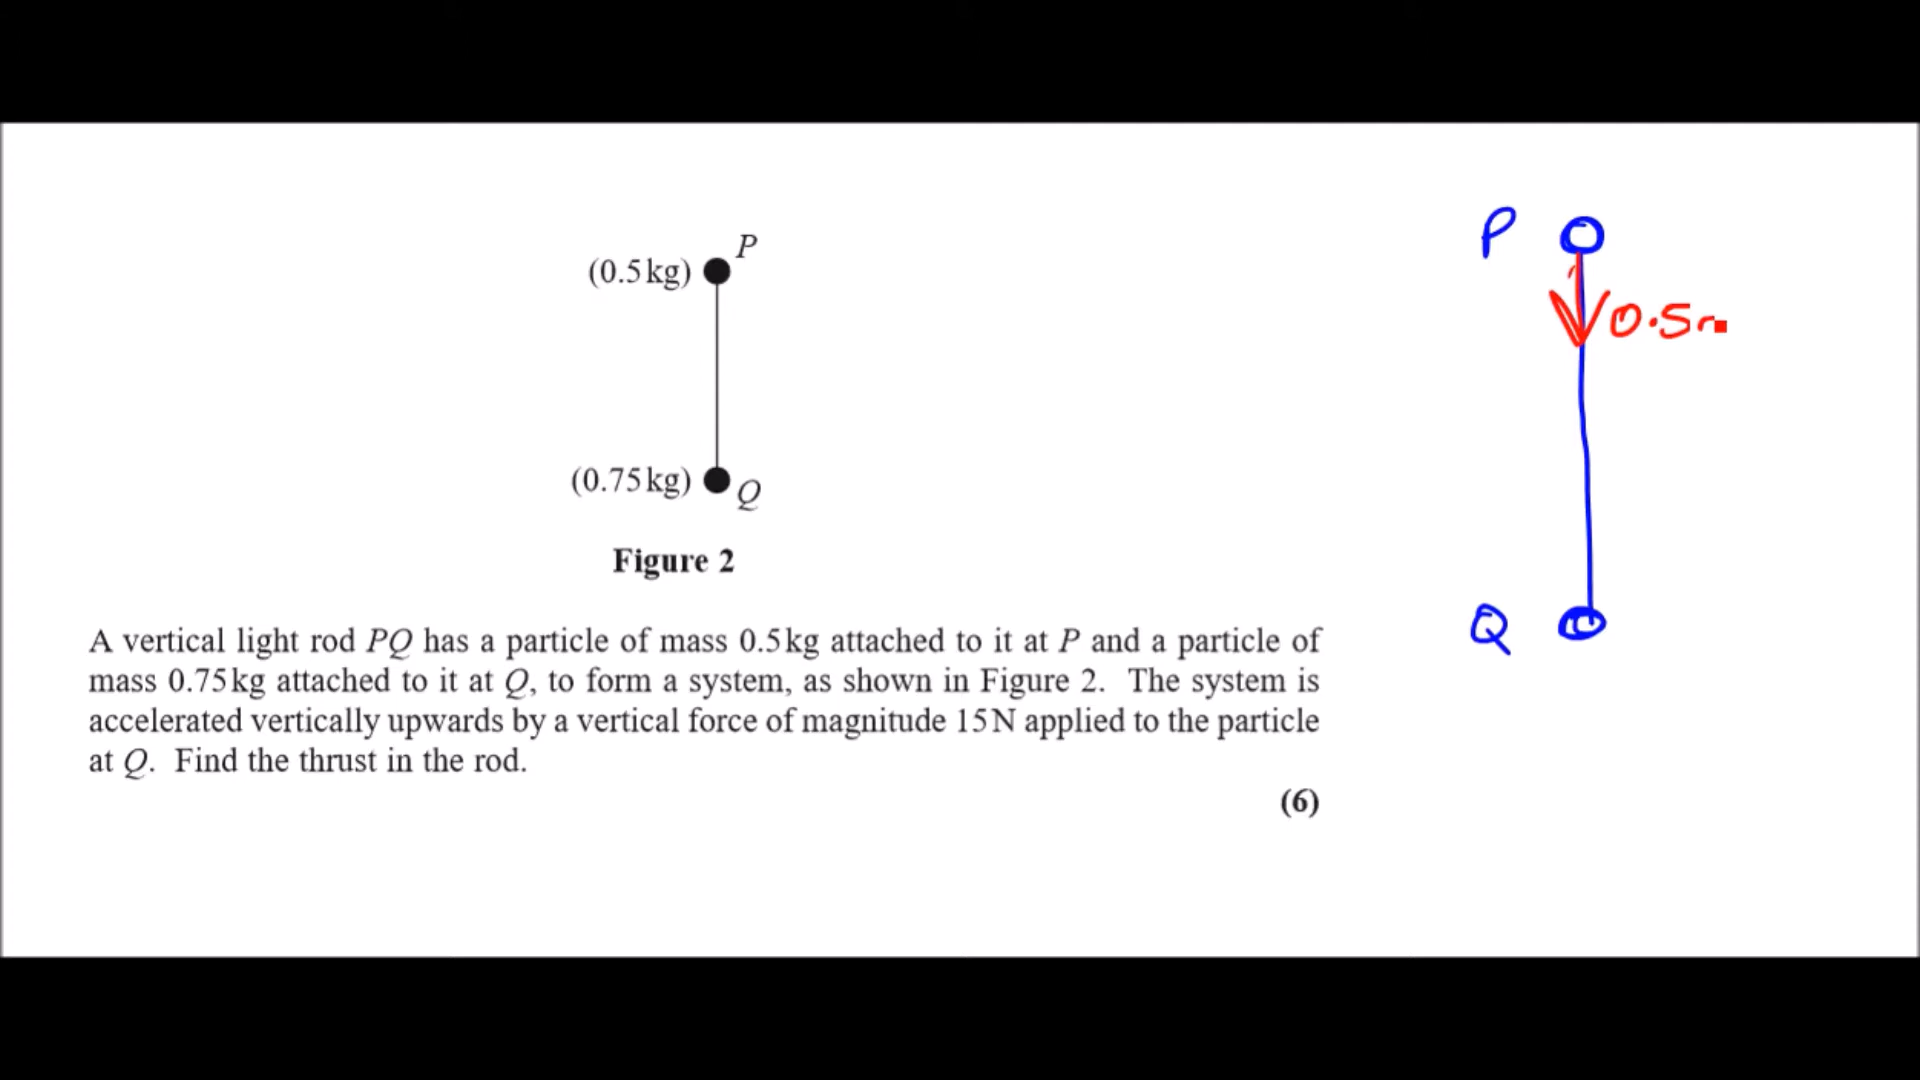 P
(0.5 kg)
(0.75 kg)
Q
Figure 2
A vertical light rod PQ has a particle of mass 0.5 kg attached to it at P and a particle of
mass 0.75 kg attached to it at Q, to form a system, as shown in Figure 2. The system is
accelerated vertically upwards by a vertical force of magnitude 15 N applied to the particle
at Q. Find the thrust in the rod.
(6)
P
0.5
Q